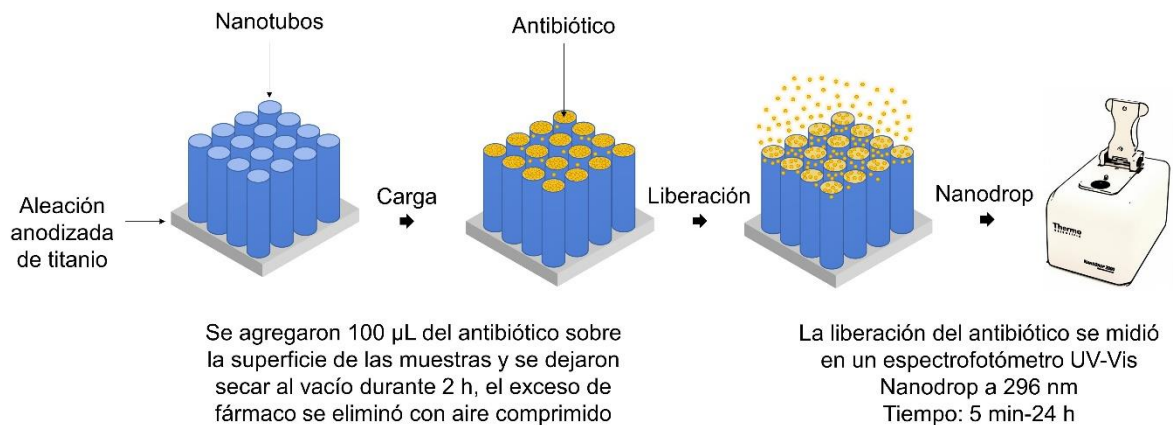 Nanotubos
Antibiótico
Aleación
anodizada
de titanio
Carga
Liberación
Nanodrop
Thermo
Se agregaron 100 µL del antibiótico sobre
la superficie de las muestras y se dejaron
secar al vacío durante 2 h, el exceso de
fármaco se eliminó con aire comprimido
La liberación del antibiótico se midió
en un espectrofotómetro UV-Vis
Nanodrop a 296 nm
Tiempo: 5 min-24 h